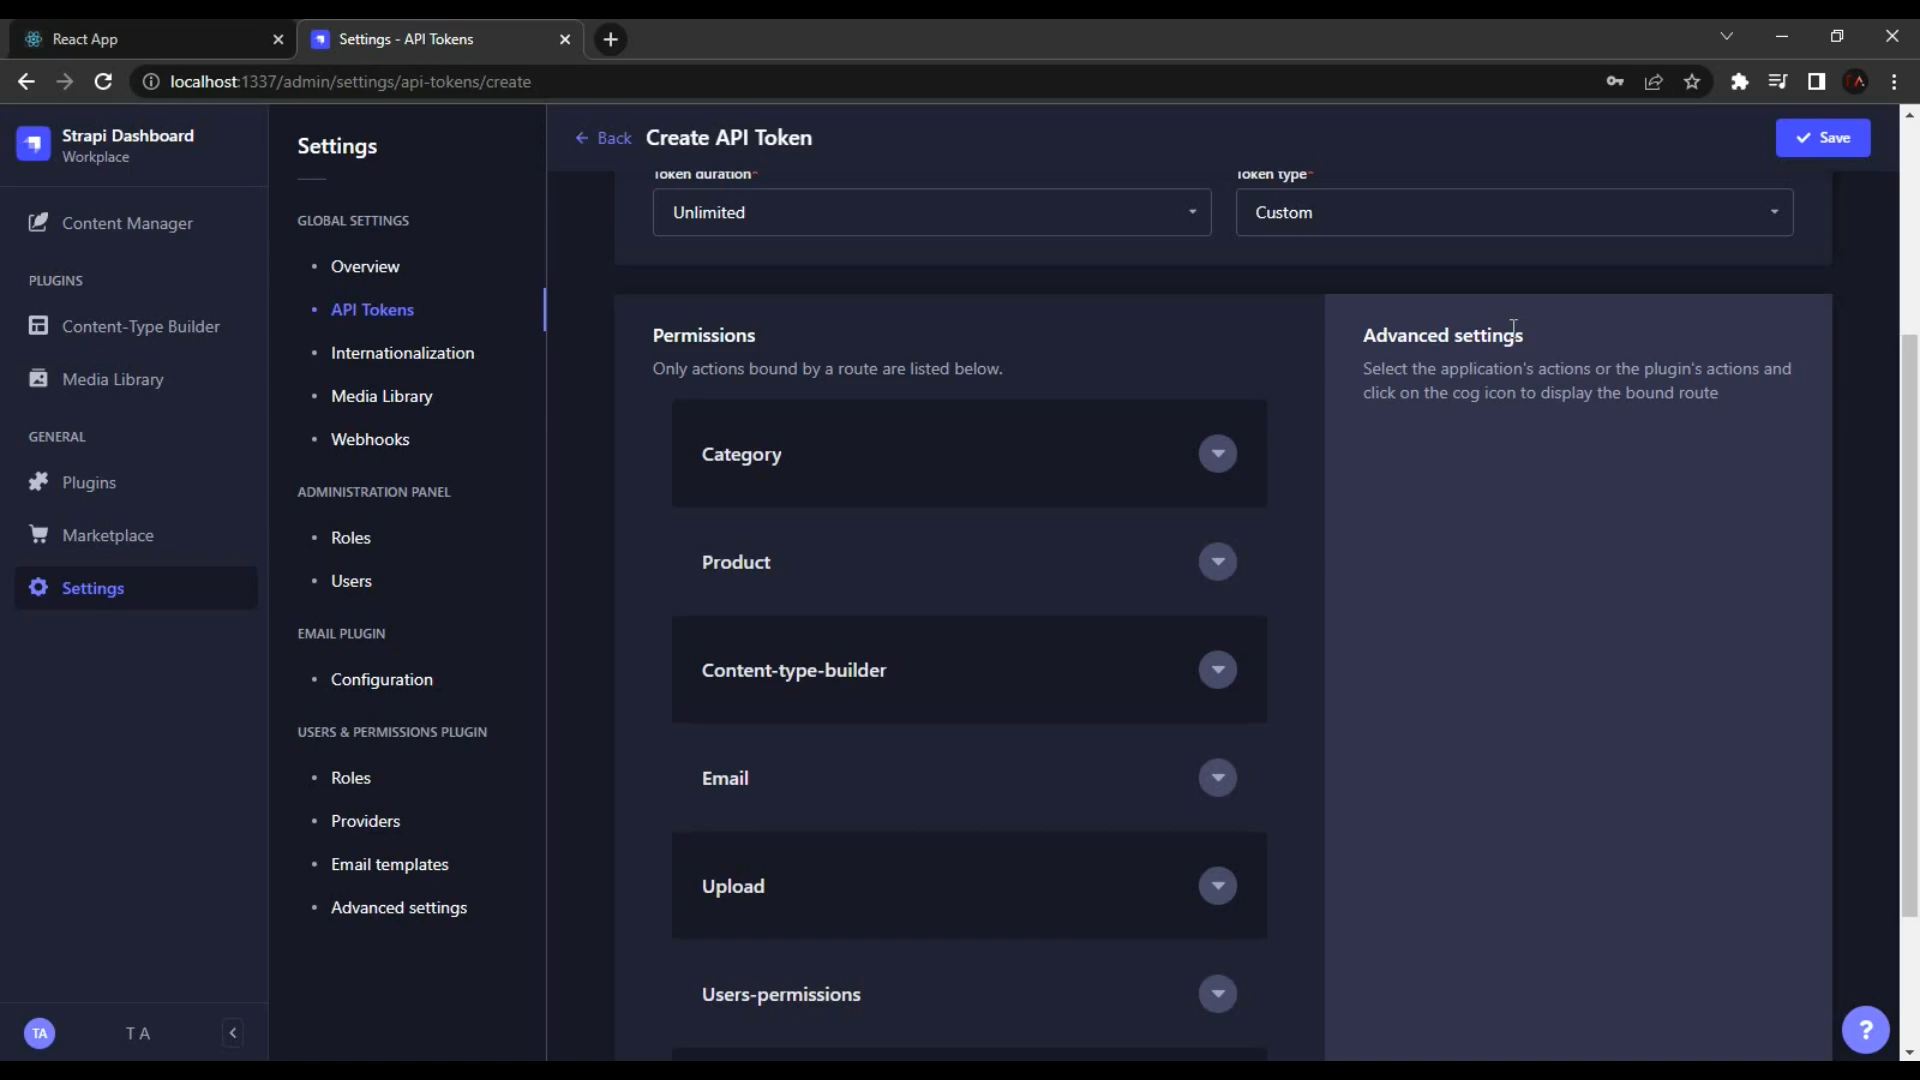 React App
Settings - API Tokens
localhost:1337/admin/settings/api-tokens/create
Strapi Dashboard
Workplace
Content Manager
PLUGINS
Content-Type Builder
Media Library
GENERAL
Plugins
Marketplace
Settings
TA
T A
Settings
GLOBAL SETTINGS
Overview
API Tokens
Internationalization
Media Library
Webhooks
ADMINISTRATION PANEL
Roles
Users
EMAIL PLUGIN
Configuration
USERS & PERMISSIONS PLUGIN
Roles
Providers
Email templates
Advanced settings
Back
Create API Token
Save
Token duration*
Token type*
Unlimited
Custom
Permissions
Only actions bound by a route are listed below.
Category
Product
Content-type-builder
Email
Upload
Users-permissions
Advanced settings
Select the application's actions or the plugin's actions and
click on the cog icon to display the bound route
?